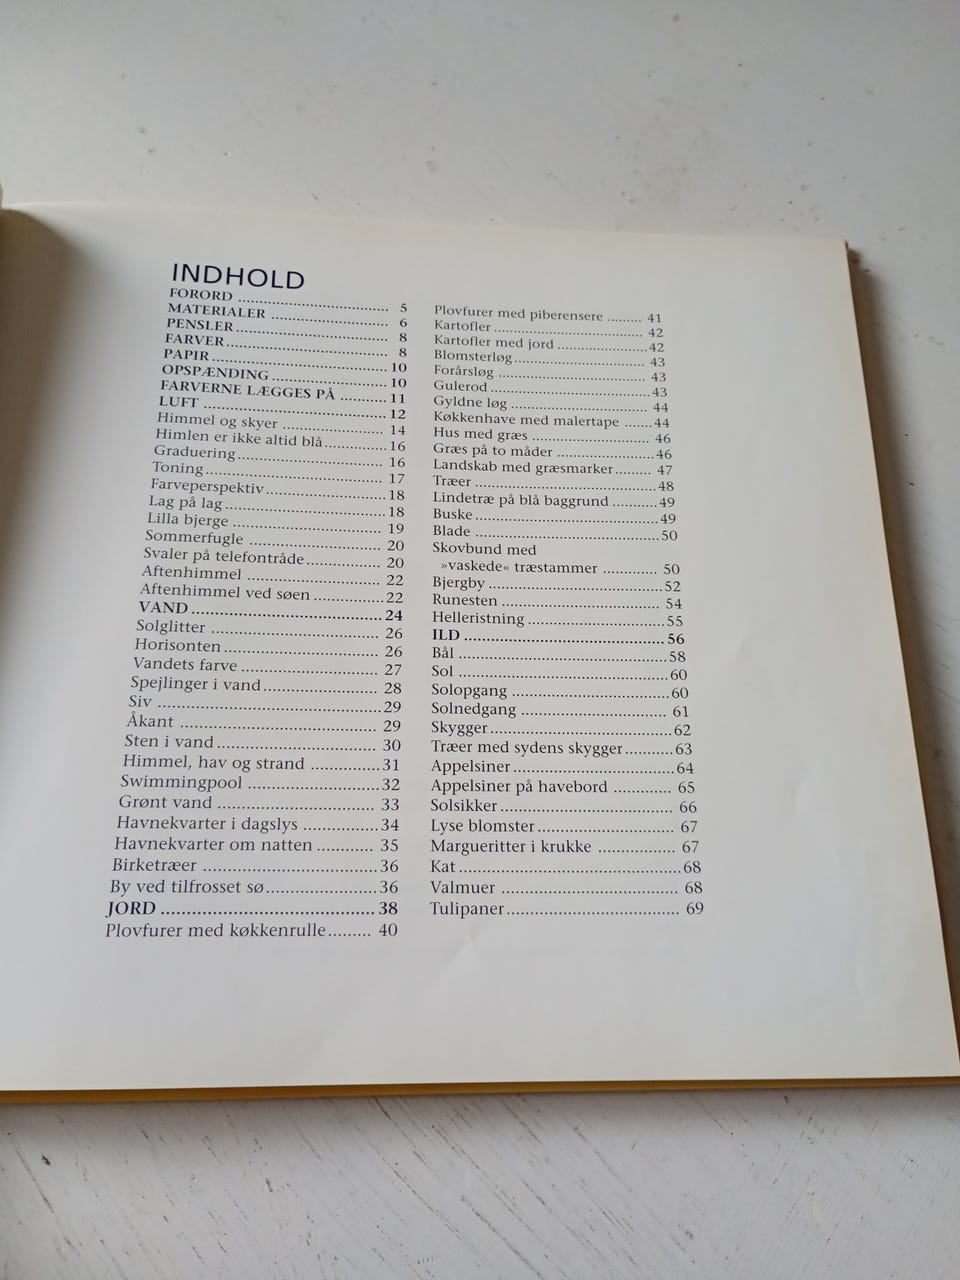 INDHOLD
FORORD ........................................ 5
MATERIALER ............................... 6
PENSLER ........................................ 8
FARVER .......................................... 8
PAPIR ............................................ 10
OPSPÆNDING .............................. 10
FARVERNE LÆGGES PÅ ........... 11
LUFT .............................................. 12
Himmel og skyer ......................... 14
Himlen er ikke altid blå ............... 16
Graduering .................................... 16
Toning ........................................... 17
Farveperspektiv ............................. 18
Lag på lag ...................................... 18
Lilla bjerge .................................... 19
Sommerfugle ................................. 20
Svaler på telefontråde .................. 20
Aftenhimmel ................................ 22
Aftenhimmel ved søen ................. 22
VAND ............................................ 24
Solglitter ....................................... 26
Horisonten .................................... 26
Vandets farve ................................ 27
Spejlinger i vand ........................... 28
Siv .................................................. 29
Åkant ............................................. 29
Sten i vand .................................... 30
Himmel, hav og strand ................ 31
Swimmingpool ............................. 32
Grønt vand ................................... 33
Havnekvarter i dagslys ................. 34
Havnekvarter om natten ............. 35
Birketræer ..................................... 36
By ved tilfrosset sø ........................ 36
JORD ............................................. 38
Plovfurer med køkkenrulle ......... 40
Plovfurer med piberensere ......... 41
Kartofler ........................................ 42
Kartofler med jord ........................ 42
Blomsterløg ................................... 43
Forårsløg ....................................... 43
Gulerod ......................................... 43
Gyldne løg .................................... 44
Køkkenhave med malertape ....... 44
Hus med græs ............................... 46
Græs på to måder ......................... 46
Landskab med græsmarker ......... 47
Træer ............................................. 48
Lindetræ på blå baggrund ........... 49
Buske ............................................. 49
Blade .............................................. 50
Skovbund med
»vaskede« træstammer ............ 50
Bjergby .......................................... 52
Runesten ....................................... 54
Helleristning ................................. 55
ILD ................................................ 56
Bål .................................................. 58
Sol .................................................. 60
Solopgang ..................................... 60
Solnedgang ................................... 61
Skygger .......................................... 62
Træer med sydens skygger .......... 63
Appelsiner ..................................... 64
Appelsiner på havebord .............. 65
Solsikker ........................................ 66
Lyse blomster ................................ 67
Margueritter i krukke .................. 67
Kat .................................................. 68
Valmuer ........................................ 68
Tulipaner ....................................... 69